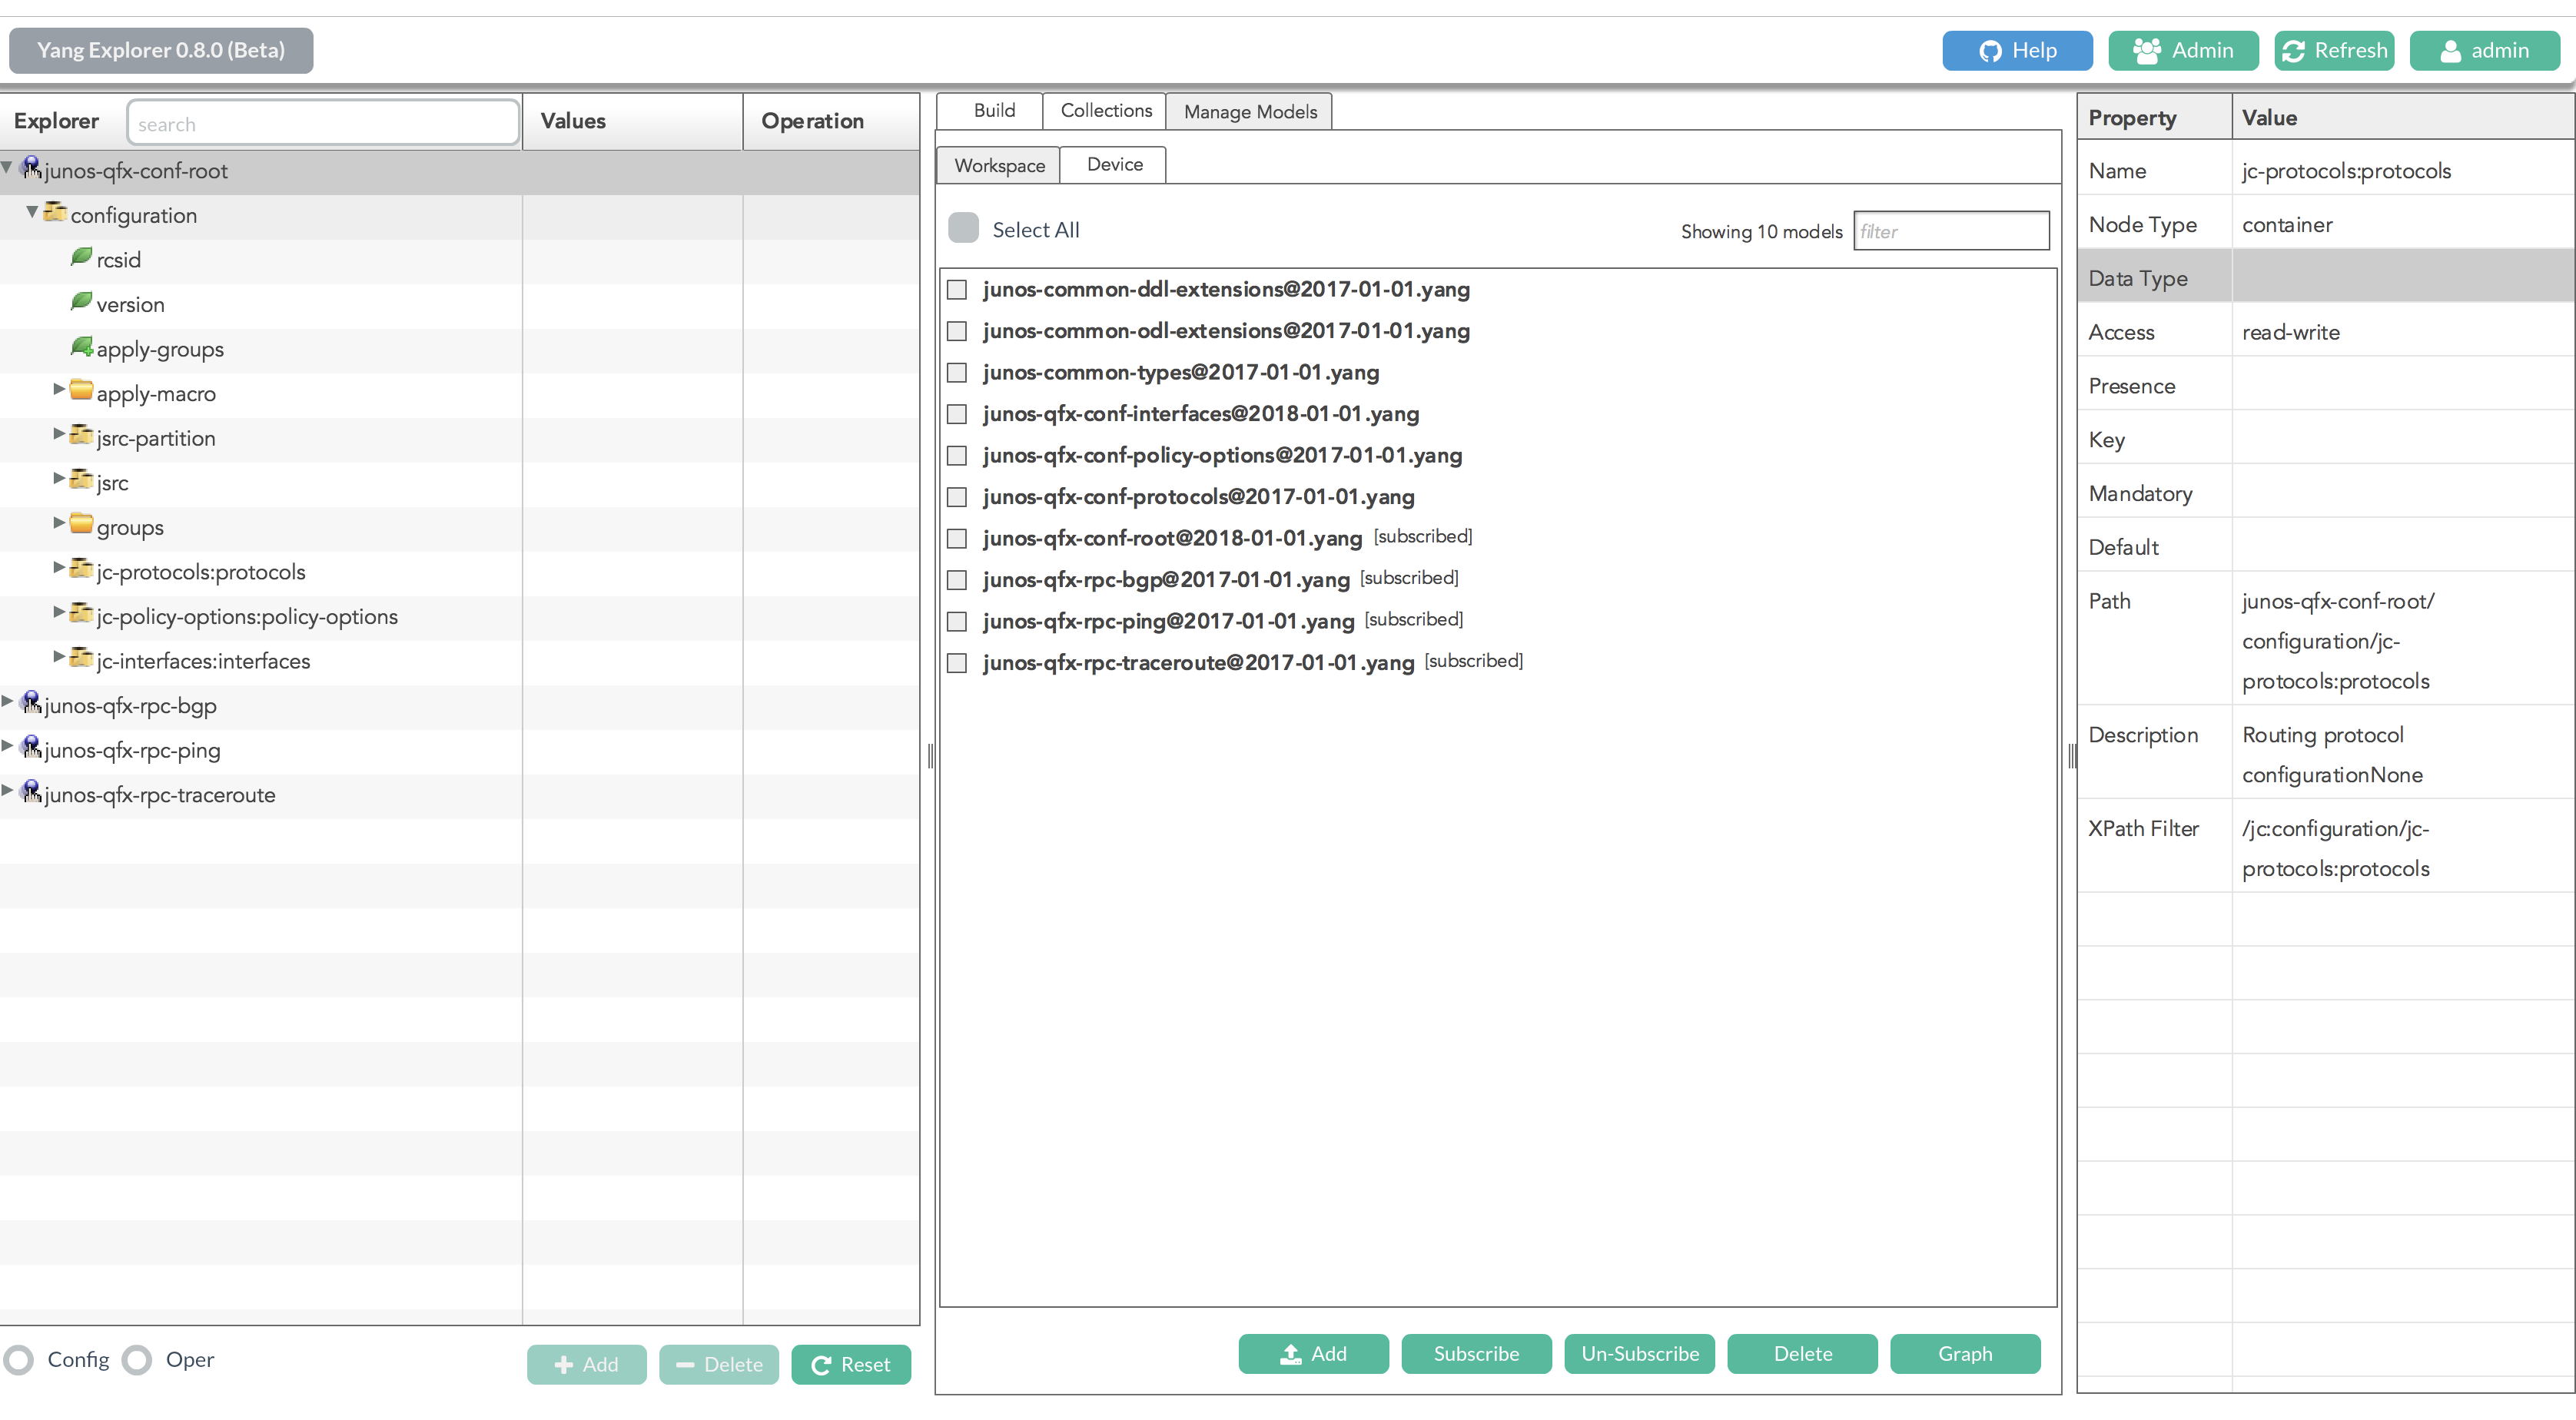 Yang Explorer 0.8.0 (Beta)
Help
Admin
Refresh
admin
Explorer
search
Values
Operation
junos-qfx-conf-root
configuration
rcsid
version
apply-groups
apply-macro
jsrc-partition
jsrc
groups
jc-protocols:protocols
jc-policy-options:policy-options
jc-interfaces:interfaces
junos-qfx-rpc-bgp
junos-qfx-rpc-ping
junos-qfx-rpc-traceroute
Config
Oper
Add
Delete
Reset
Build
Collections
Manage Models
Workspace
Device
Select All
Showing 10 models
filter
junos-common-ddl-extensions@2017-01-01.yang
junos-common-odl-extensions@2017-01-01.yang
junos-common-types@2017-01-01.yang
junos-qfx-conf-interfaces@2018-01-01.yang
junos-qfx-conf-policy-options@2017-01-01.yang
junos-qfx-conf-protocols@2017-01-01.yang
junos-qfx-conf-root@2018-01-01.yang [subscribed]
junos-qfx-rpc-bgp@2017-01-01.yang [subscribed]
junos-qfx-rpc-ping@2017-01-01.yang [subscribed]
junos-qfx-rpc-traceroute@2017-01-01.yang [subscribed]
Add
Subscribe
Un-Subscribe
Delete
Graph
Property Value
Name jc-protocols:protocols
Node Type container
Data Type
Access read-write
Presence
Key
Mandatory
Default
Path junos-qfx-conf-root/
configuration/jc-
protocols:protocols
Description Routing protocol
configurationNone
XPath Filter /jc:configuration/jc-
protocols:protocols